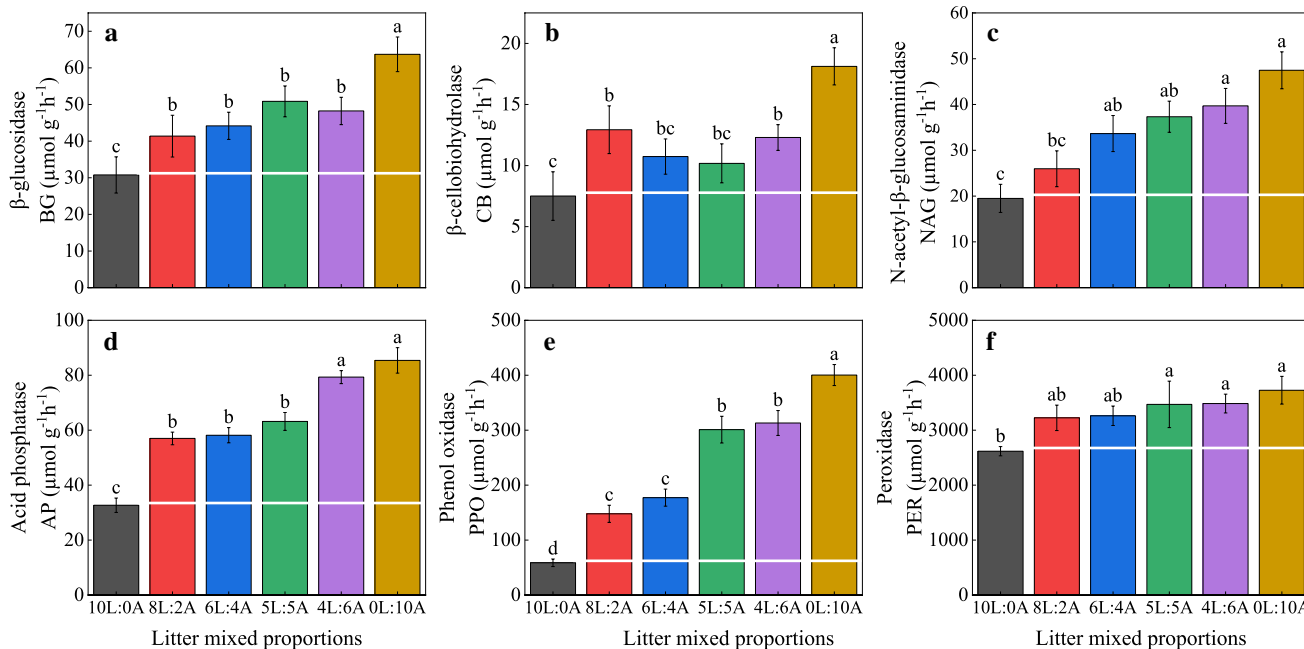 a
β-glucosidase
BG (μmol g⁻¹h⁻¹)
70
60
50
40
30
20
10
0
c
b
b
b
b
a
b
β-cellobiohydrolase
CB (μmol g⁻¹h⁻¹)
20
15
10
5
0
c
b
bc
bc
b
a
c
N-acetyl-β-glucosaminidase
NAG (μmol g⁻¹h⁻¹)
60
50
40
30
20
10
0
c
bc
ab
ab
a
a
d
Acid phosphatase
AP (μmol g⁻¹h⁻¹)
100
80
60
40
20
0
c
b
b
b
a
a
10L:0A 8L:2A 6L:4A 5L:5A 4L:6A 0L:10A
Litter mixed proportions
e
Phenol oxidase
PPO (μmol g⁻¹h⁻¹)
500
400
300
200
100
0
d
c
c
b
b
a
10L:0A 8L:2A 6L:4A 5L:5A 4L:6A 0L:10A
Litter mixed proportions
f
Peroxidase
PER (μmol g⁻¹h⁻¹)
5000
4000
3000
2000
1000
0
b
ab
ab
a
a
a
10L:0A 8L:2A 6L:4A 5L:5A 4L:6A 0L:10A
Litter mixed proportions